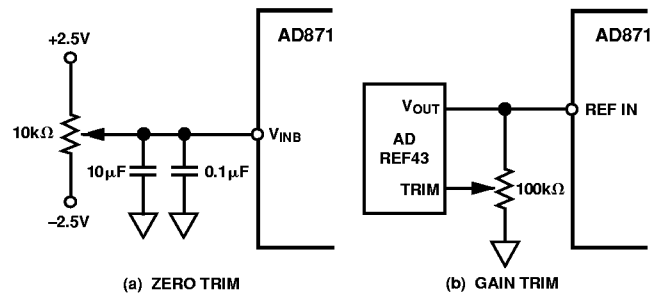 +2.5V
AD871
10kΩ
VINB
10μF
0.1μF
–2.5V
(a) ZERO TRIM
AD871
VOUT
REF IN
AD
REF43
TRIM
100kΩ
(b) GAIN TRIM